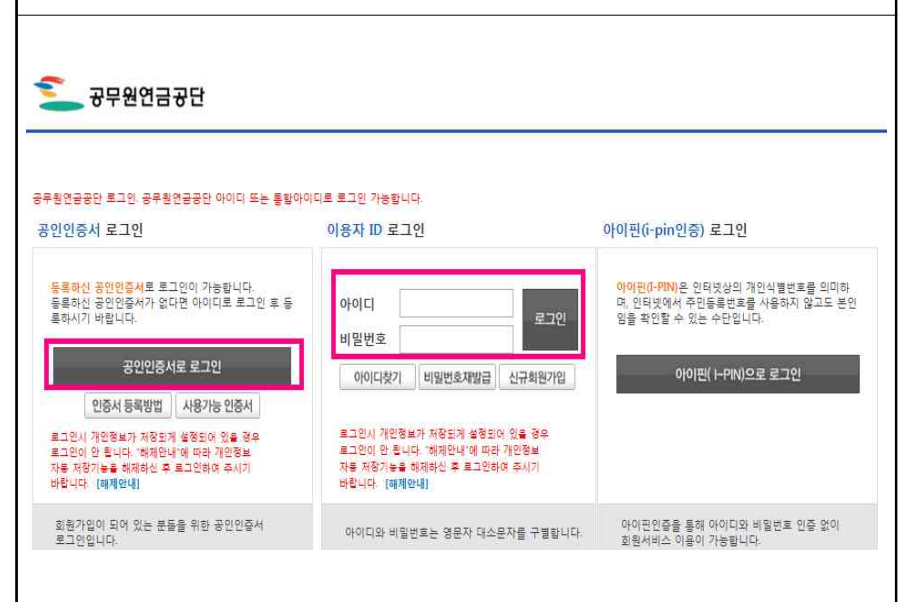 공무원연금공단
공무원연금공단 로그인. 공무원연금공단 아이디 또는 통합아이디로 로그인 가능합니다.
공인인증서 로그인
등록하신 공인인증서로 로그인이 가능합니다.
등록하신 공인인증서가 없다면 아이디로 로그인 후 등
록하시기 바랍니다.
공인인증서로 로그인
인증서 등록방법 사용가능 인증서
로그인시 개인정보가 저장되게 설정되어 있을 경우
로그인이 안 됩니다. '해제안내'에 따라 개인정보
자동 저장기능을 해제하신 후 로그인하여 주시기
바랍니다. [해제안내]
회원가입이 되어 있는 분들을 위한 공인인증서
로그인입니다.
이용자 ID 로그인
아이디
비밀번호
로그인
아이디찾기 비밀번호재발급 신규회원가입
로그인시 개인정보가 저장되게 설정되어 있을 경우
로그인이 안 됩니다. '해제안내'에 따라 개인정보
자동 저장기능을 해제하신 후 로그인하여 주시기
바랍니다. [해제안내]
아이디와 비밀번호는 영문자 대소문자를 구별합니다.
아이핀(i-pin인증) 로그인
아이핀(I-PIN)은 인터넷상의 개인식별번호를 의미하
며, 인터넷에서 주민등록번호를 사용하지 않고도 본인
임을 확인할 수 있는 수단입니다.
아이핀( I-PIN)으로 로그인
아이핀인증을 통해 아이디와 비밀번호 인증 없이
회원서비스 이용이 가능합니다.